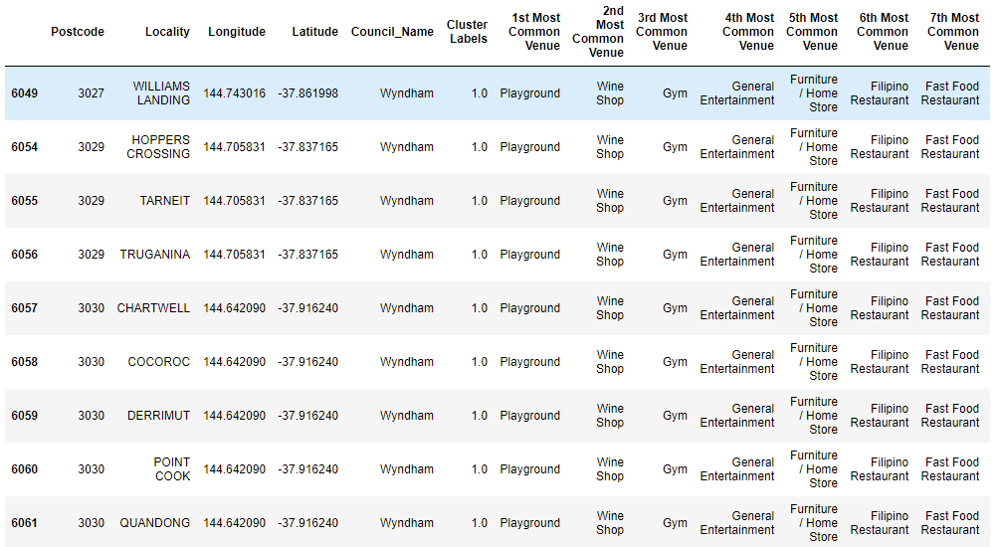 Postcode Locality Longitude Latitude Council_Name Cluster Labels 1st Most Common Venue 2nd Most Common Venue 3rd Most Common Venue 4th Most Common Venue 5th Most Common Venue 6th Most Common Venue 7th Most Common Venue
6049 3027 WILLIAMS LANDING 144.743016 -37.861998 Wyndham 1.0 Playground Wine Shop Gym General Entertainment Furniture / Home Store Filipino Restaurant Fast Food Restaurant
6054 3029 HOPPERS CROSSING 144.705831 -37.837165 Wyndham 1.0 Playground Wine Shop Gym General Entertainment Furniture / Home Store Filipino Restaurant Fast Food Restaurant
6055 3029 TARNEIT 144.705831 -37.837165 Wyndham 1.0 Playground Wine Shop Gym General Entertainment Furniture / Home Store Filipino Restaurant Fast Food Restaurant
6056 3029 TRUGANINA 144.705831 -37.837165 Wyndham 1.0 Playground Wine Shop Gym General Entertainment Furniture / Home Store Filipino Restaurant Fast Food Restaurant
6057 3030 CHARTWELL 144.642090 -37.916240 Wyndham 1.0 Playground Wine Shop Gym General Entertainment Furniture / Home Store Filipino Restaurant Fast Food Restaurant
6058 3030 COCOROC 144.642090 -37.916240 Wyndham 1.0 Playground Wine Shop Gym General Entertainment Furniture / Home Store Filipino Restaurant Fast Food Restaurant
6059 3030 DERRIMUT 144.642090 -37.916240 Wyndham 1.0 Playground Wine Shop Gym General Entertainment Furniture / Home Store Filipino Restaurant Fast Food Restaurant
6060 3030 POINT COOK 144.642090 -37.916240 Wyndham 1.0 Playground Wine Shop Gym General Entertainment Furniture / Home Store Filipino Restaurant Fast Food Restaurant
6061 3030 QUANDONG 144.642090 -37.916240 Wyndham 1.0 Playground Wine Shop Gym General Entertainment Furniture / Home Store Filipino Restaurant Fast Food Restaurant